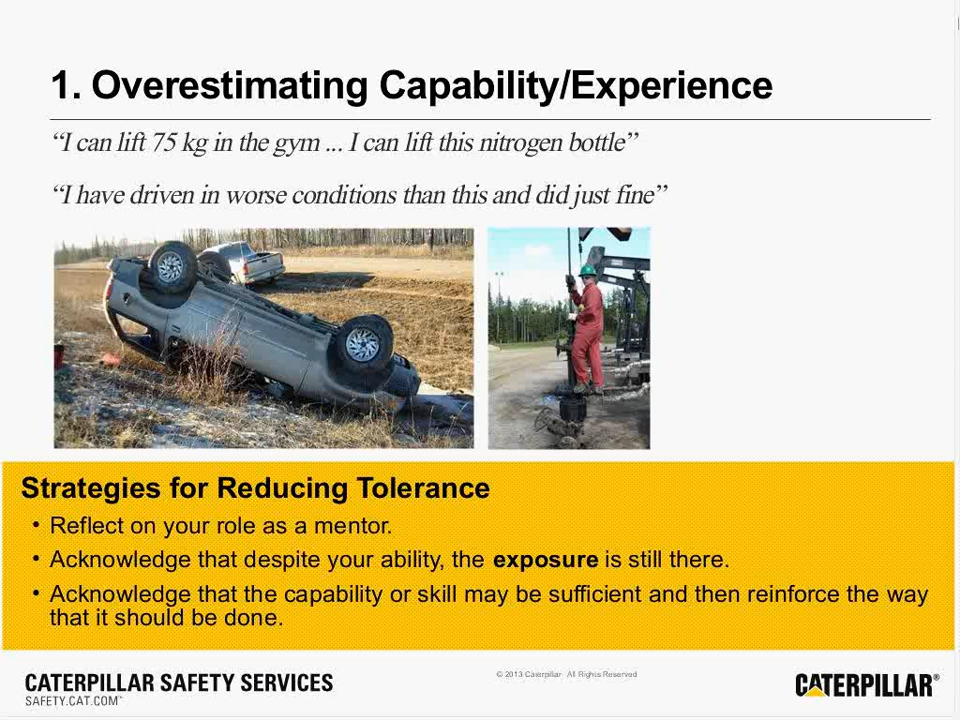 1. Overestimating Capability/Experience
“I can lift 75 kg in the gym ... I can lift this nitrogen bottle”
“I have driven in worse conditions than this and did just fine”
Strategies for Reducing Tolerance
• Reflect on your role as a mentor.
• Acknowledge that despite your ability, the exposure is still there.
• Acknowledge that the capability or skill may be sufficient and then reinforce the way
that it should be done.
© 2013 Caterpillar All Rights Reserved
CATERPILLAR SAFETY SERVICES
SAFETY.CAT.COM™
CATERPILLAR®